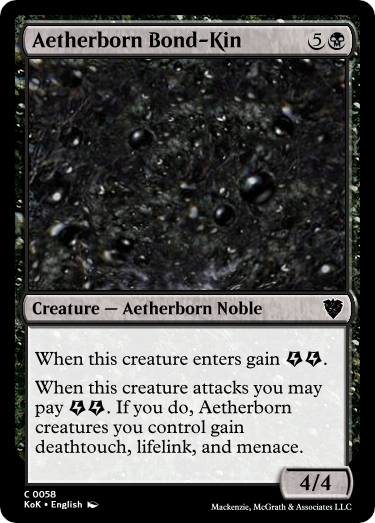 Aetherborn Bond-Kin 5
Creature — Aetherborn Noble
When this creature enters gain .
When this creature attacks you may
pay . If you do, Aetherborn
creatures you control gain
deathtouch, lifelink, and menace.
4/4
C 0058
KoK • English
Mackenzie, McGrath & Associates LLC